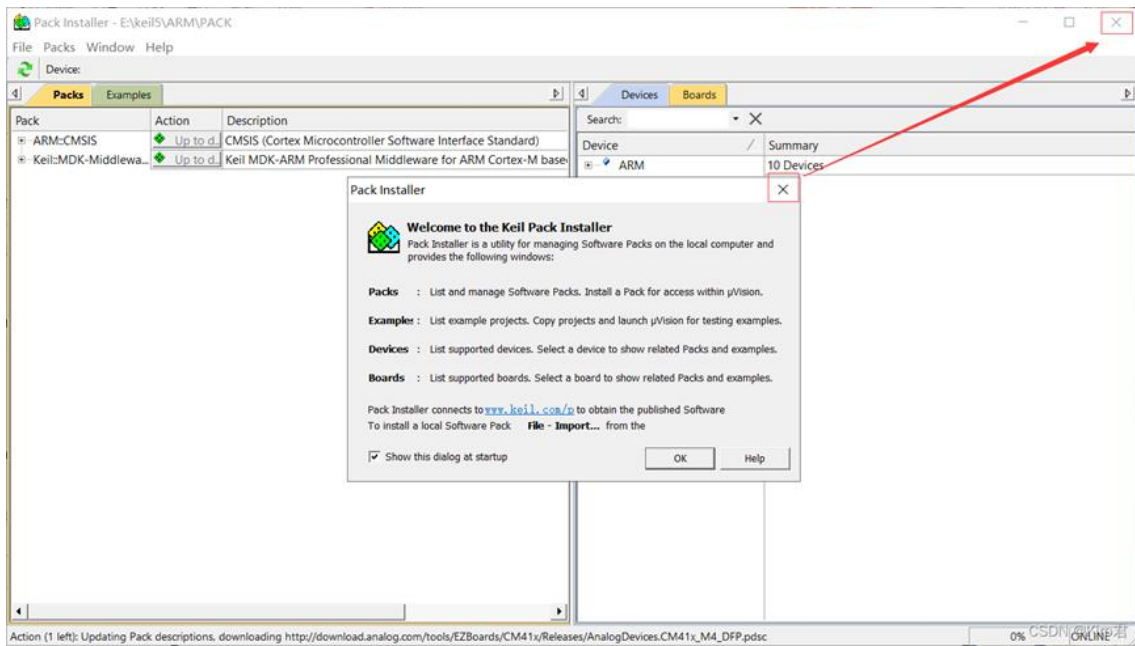 Pack Installer - E:\keil5\ARM\PACK
File Packs Window Help
Device:
Packs Examples
Devices Boards
Pack Action Description
Search:
ARM::CMSIS Up to d... CMSIS (Cortex Microcontroller Software Interface Standard)
Device / Summary
Keil::MDK-Middlewa... Up to d... Keil MDK-ARM Professional Middleware for ARM Cortex-M base
ARM 10 Devices
Pack Installer
Welcome to the Keil Pack Installer
Pack Installer is a utility for managing Software Packs on the local computer and
provides the following windows:
Packs : List and manage Software Packs. Install a Pack for access within µVision.
Examples : List example projects. Copy projects and launch µVision for testing examples.
Devices : List supported devices. Select a device to show related Packs and examples.
Boards : List supported boards. Select a board to show related Packs and examples.
Pack Installer connects to www.keil.com/p to obtain the published Software
To install a local Software Pack File - Import... from the
Show this dialog at startup
OK Help
Action (1 left): Updating Pack descriptions, downloading http://download.analog.com/tools/EZBoards/CM41x/Releases/AnalogDevices.CM41x_M4_DFP.pdsc
0% ONLINE
CSDN